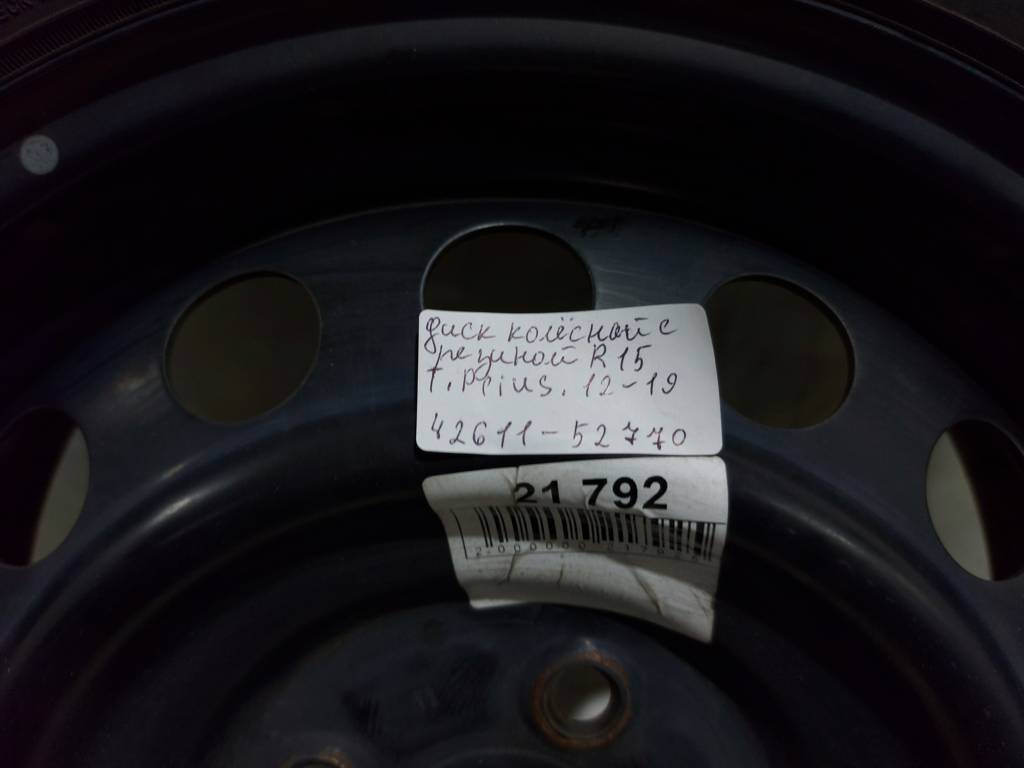 диск колёсный с
резиной R15
т. Prius. 12-19
42611-52770
21 792